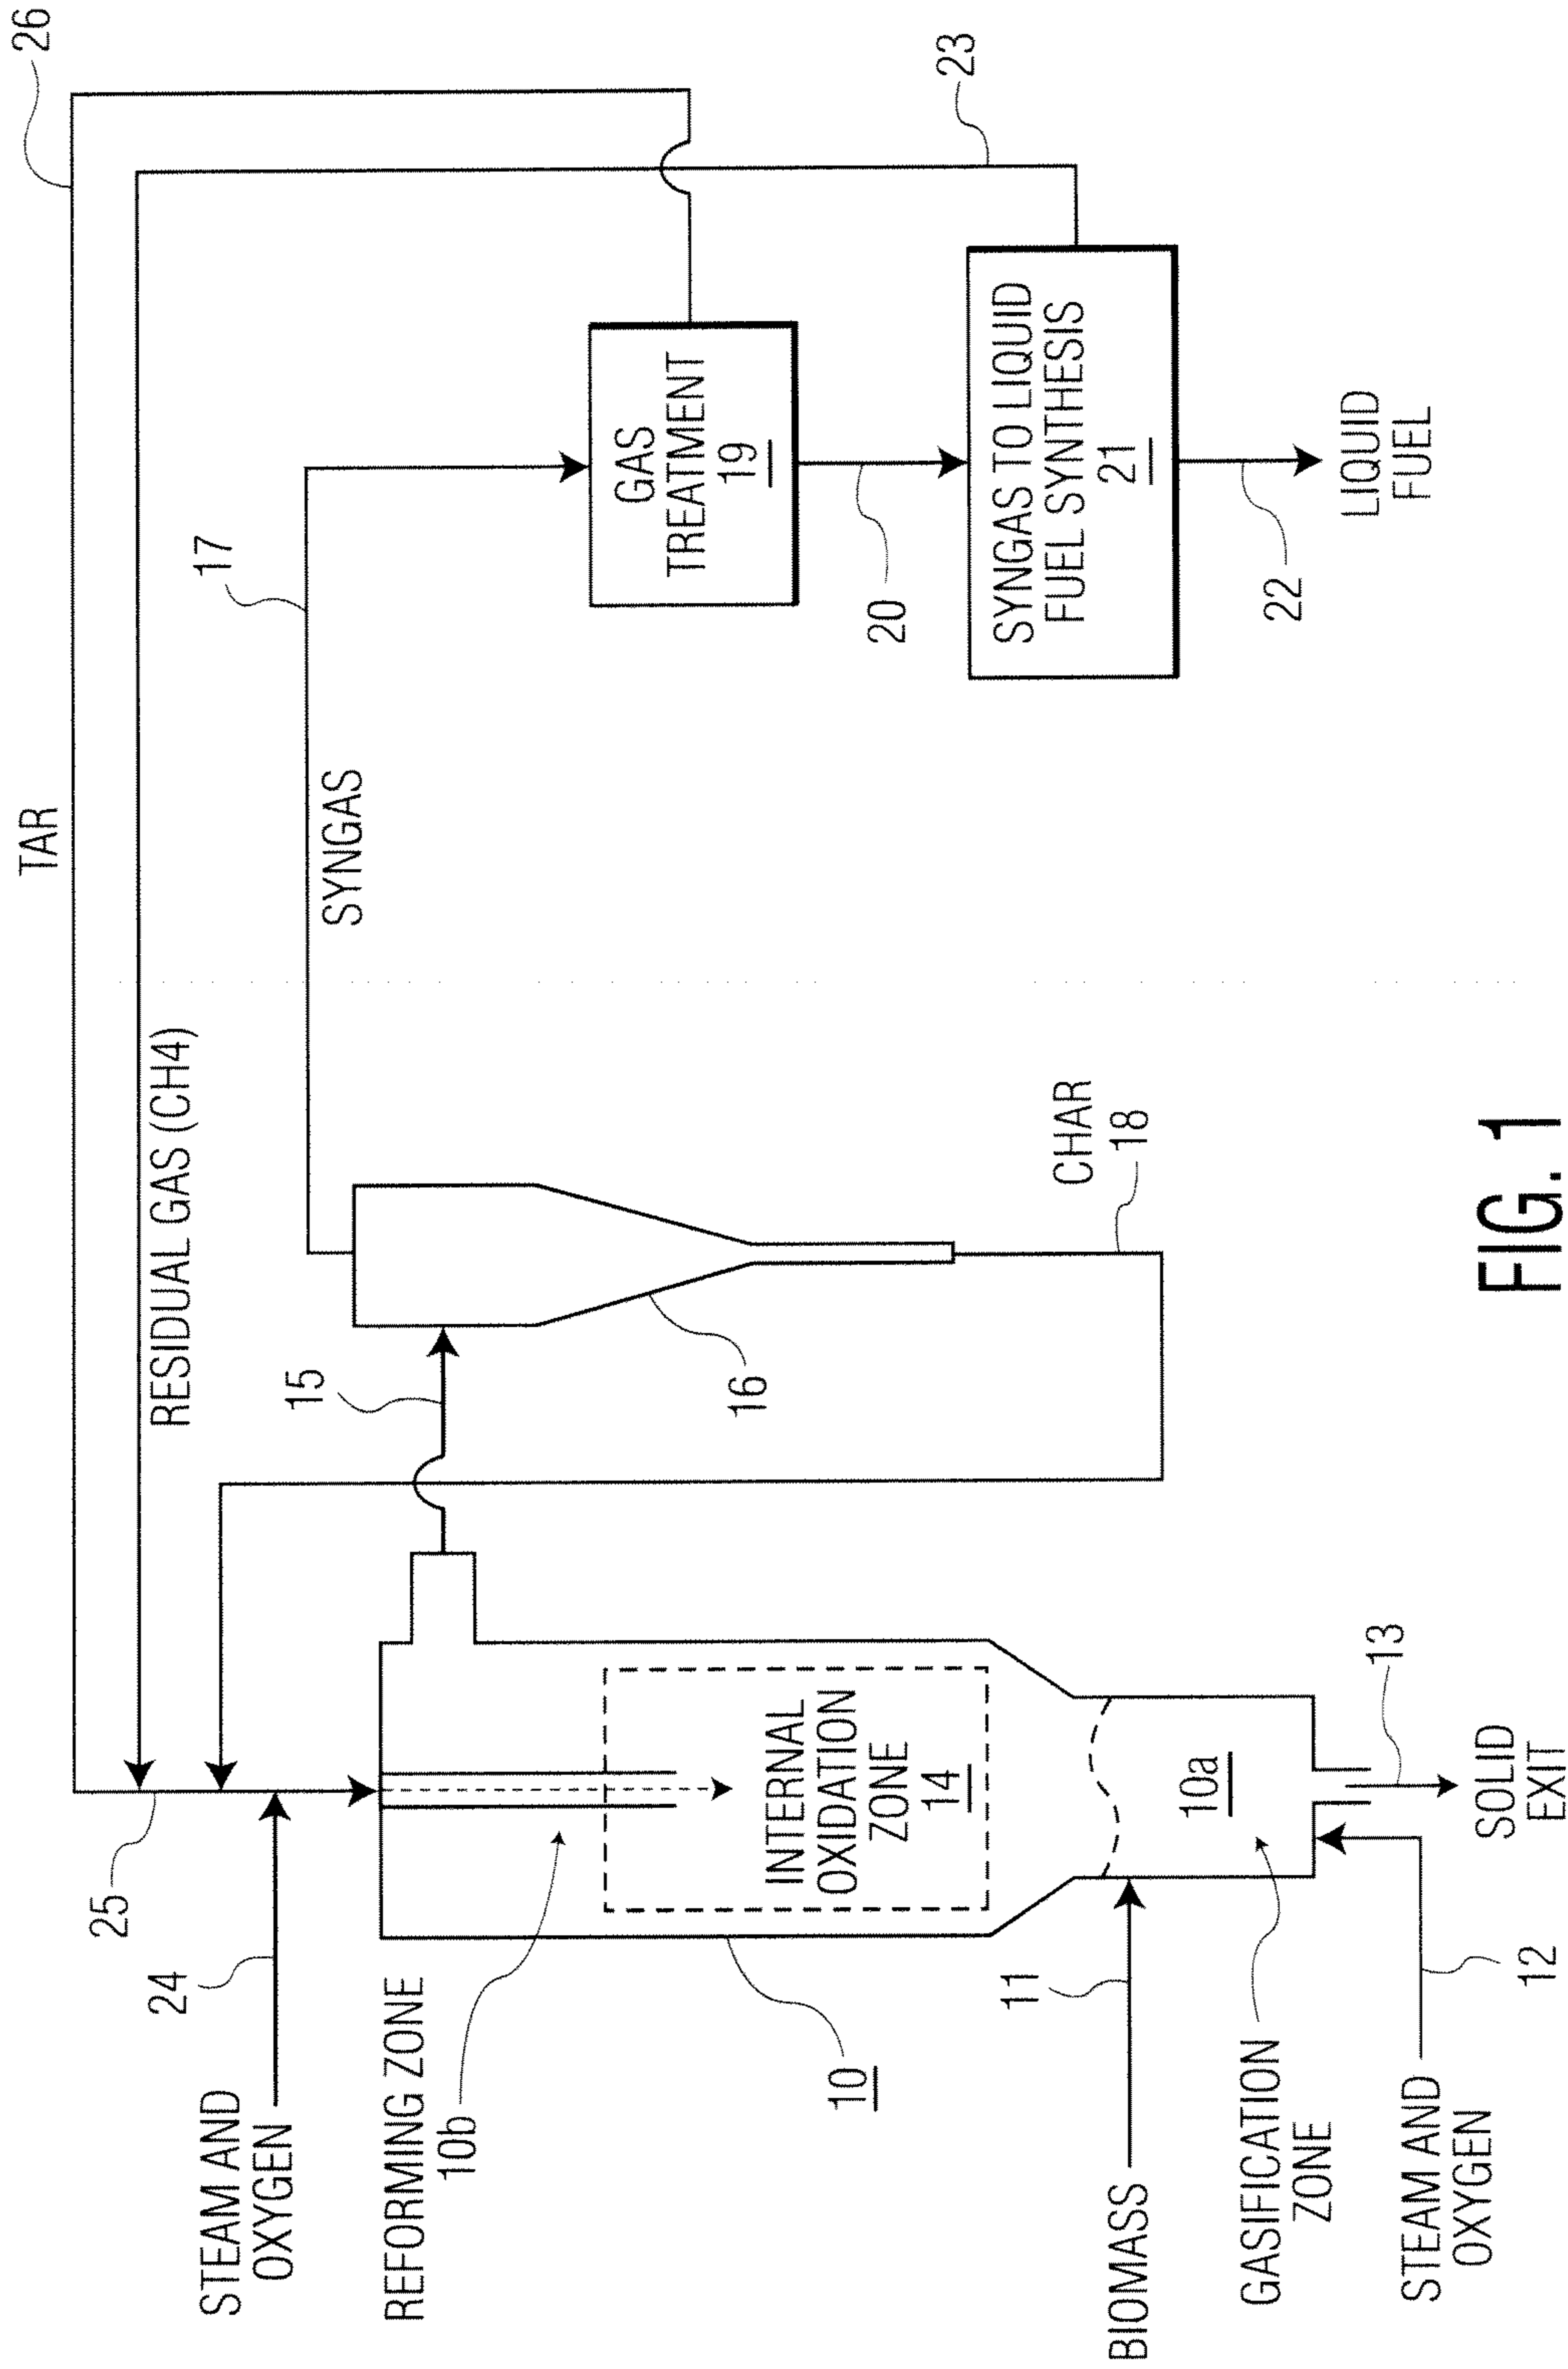 26
TAR
23
RESIDUAL GAS (CH4)
17
SYNGAS
25
24
STEAM AND
OXYGEN
15
GAS
TREATMENT
19
REFORMING ZONE
10b
20
16
INTERNAL
OXIDATION
ZONE
14
SYNGAS TO LIQUID
FUEL SYNTHESIS
21
10
CHAR
18
11
BIOMASS
10a
22
LIQUID
FUEL
GASIFICATION
ZONE
13
12
STEAM AND
OXYGEN
SOLID
EXIT
FIG. 1